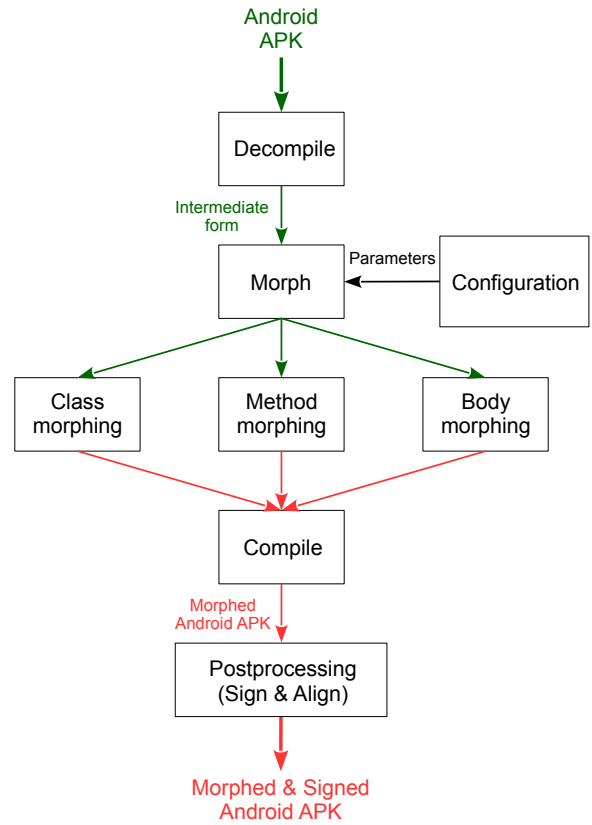 Android
APK
Decompile
Intermediate
form
Parameters
Morph
Configuration
Class
morphing
Method
morphing
Body
morphing
Compile
Morphed
Android APK
Postprocessing
(Sign & Align)
Morphed & Signed
Android APK